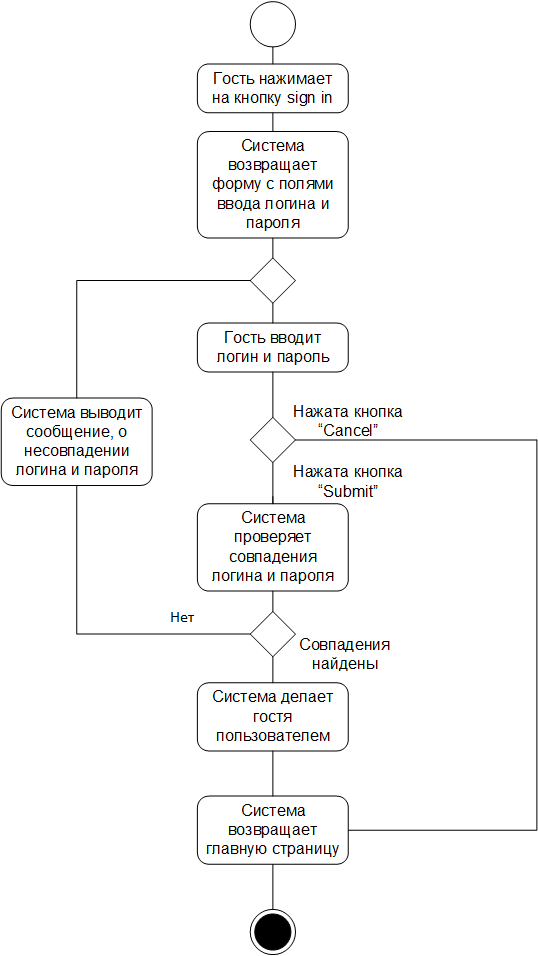 Гость нажимает
на кнопку sign in
Система
возвращает
форму с полями
ввода логина и
пароля
Гость вводит
логин и пароль
Система выводит
сообщение, о
несовпадении
логина и пароля
Нажата кнопка
“Cancel”
Нажата кнопка
“Submit”
Система
проверяет
совпадения
логина и пароля
Нет
Совпадения
найдены
Система делает
гостя
пользователем
Система
возвращает
главную страницу